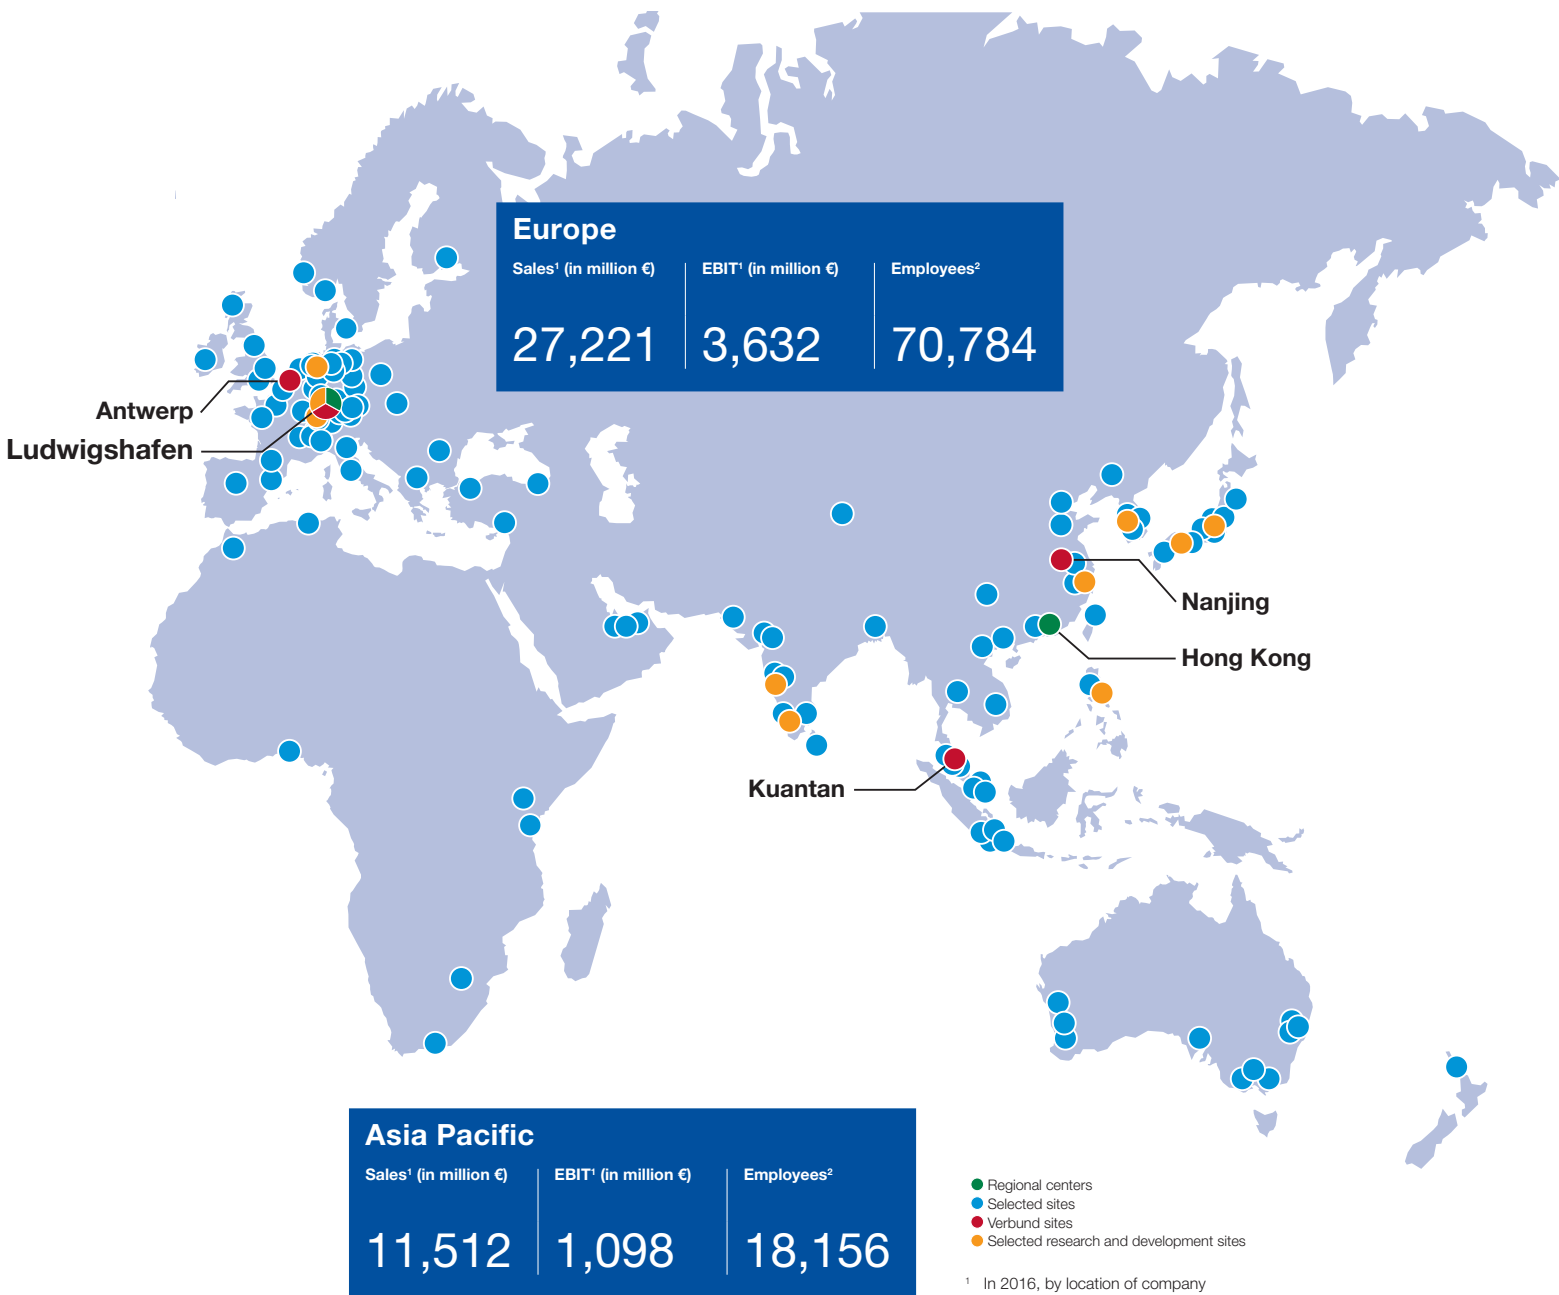 Europe
Sales¹ (in million €) EBIT¹ (in million €) Employees²
27,221 3,632 70,784
Antwerp
Ludwigshafen
Nanjing
Hong Kong
Kuantan
Asia Pacific
Sales¹ (in million €) EBIT¹ (in million €) Employees²
11,512 1,098 18,156
Regional centers
Selected sites
Verbund sites
Selected research and development sites
¹ In 2016, by location of company